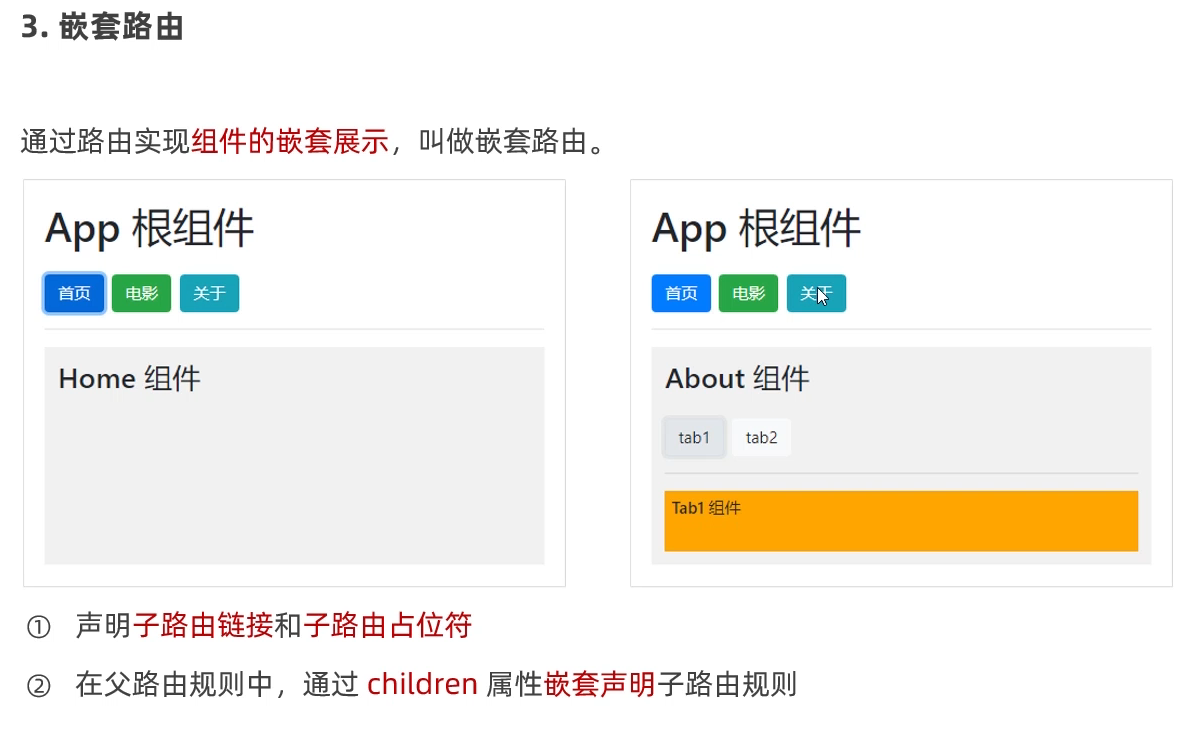 3. 嵌套路由
通过路由实现组件的嵌套展示，叫做嵌套路由。
App 根组件
首页 电影 关于
Home 组件
App 根组件
首页 电影 关于
About 组件
tab1 tab2
Tab1 组件
① 声明子路由链接和子路由占位符
② 在父路由规则中，通过 children 属性嵌套声明子路由规则